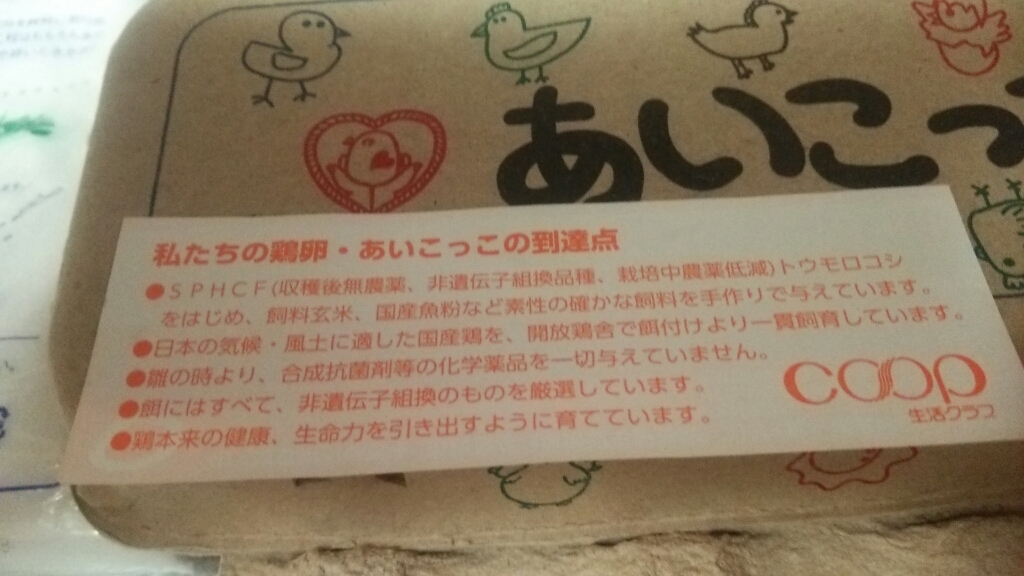 あいこっ
私たちの鶏卵・あいこっこの到達点
●SPHCF(収穫後無農薬、非遺伝子組換品種、栽培中農薬低減)トウモロコシ
をはじめ、飼料玄米、国産魚粉など素性の確かな飼料を手作りで与えています。
●日本の気候・風土に適した国産鶏を、開放鶏舎で餌付けより一貫飼育しています。
●雛の時より、合成抗菌剤等の化学薬品を一切与えていません。
●餌にはすべて、非遺伝子組換のものを厳選しています。
●鶏本来の健康、生命力を引き出すように育てています。
coop
生活クラブ